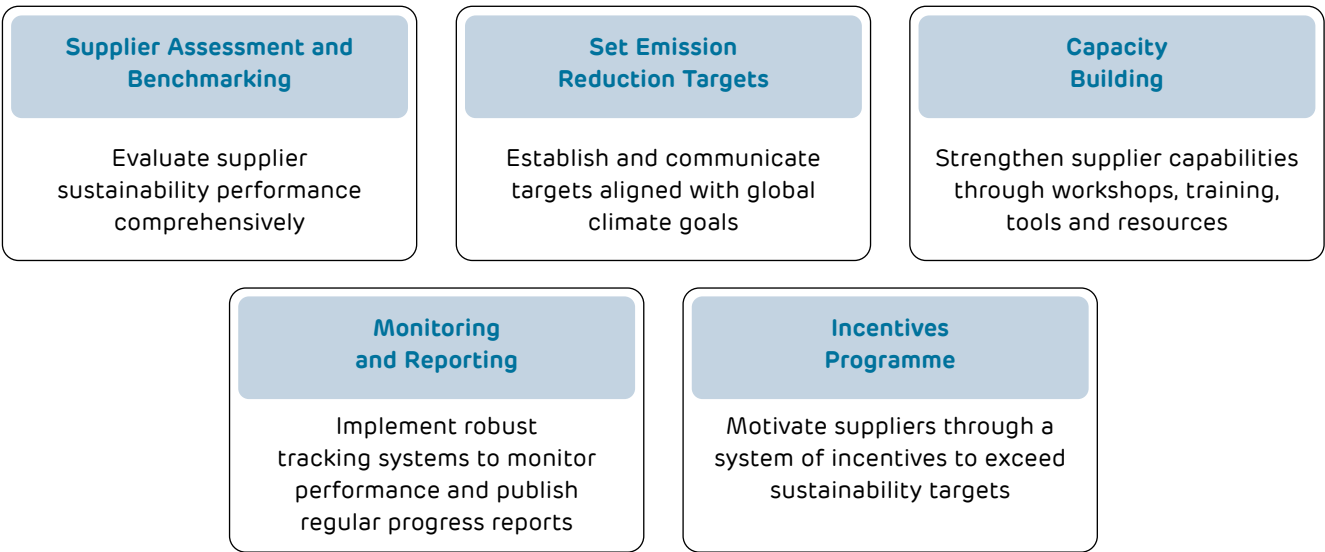 Supplier Assessment and
Benchmarking
Evaluate supplier
sustainability performance
comprehensively
Set Emission
Reduction Targets
Establish and communicate
targets aligned with global
climate goals
Capacity
Building
Strengthen supplier capabilities
through workshops, training,
tools and resources
Monitoring
and Reporting
Implement robust
tracking systems to monitor
performance and publish
regular progress reports
Incentives
Programme
Motivate suppliers through a
system of incentives to exceed
sustainability targets